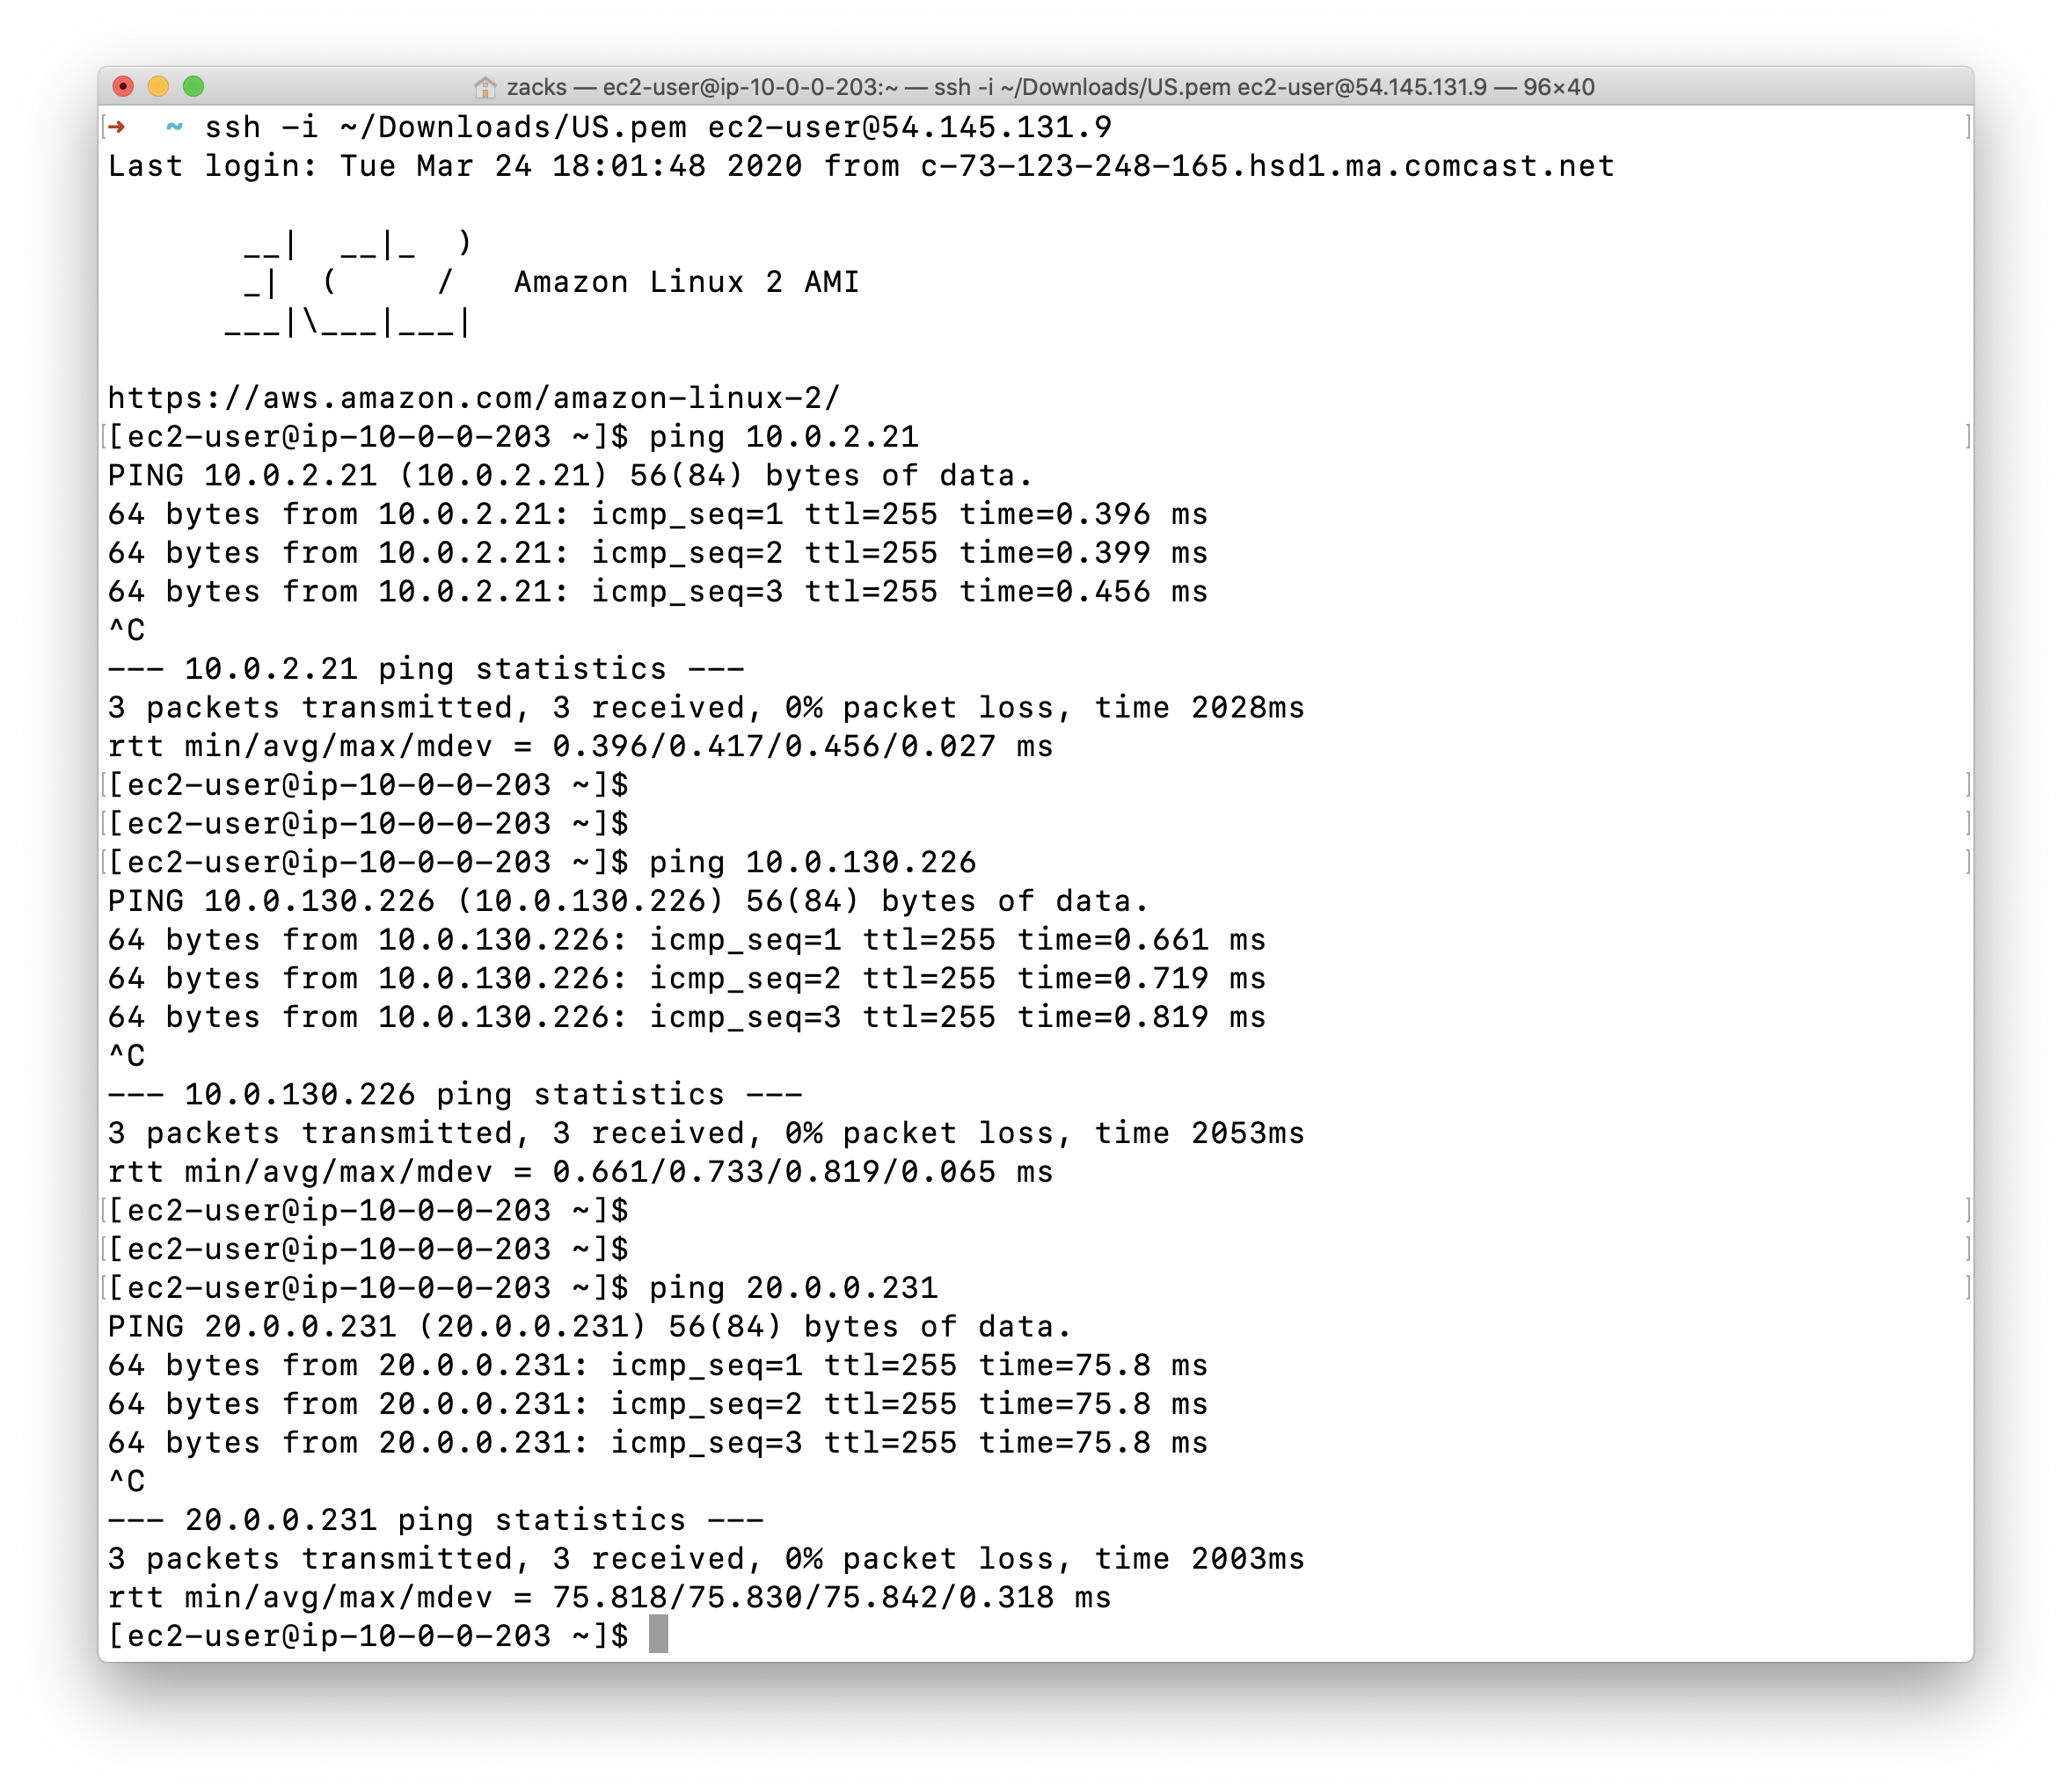 zacks — ec2-user@ip-10-0-0-203:~ — ssh -i ~/Downloads/US.pem ec2-user@54.145.131.9 — 96×40
[➜  ~ ssh -i ~/Downloads/US.pem ec2-user@54.145.131.9 ]
Last login: Tue Mar 24 18:01:48 2020 from c-73-123-248-165.hsd1.ma.comcast.net
       __|  __|_  )
       _|  (     /   Amazon Linux 2 AMI
      ___|\___|___|
https://aws.amazon.com/amazon-linux-2/
[[ec2-user@ip-10-0-0-203 ~]$ ping 10.0.2.21 ]
PING 10.0.2.21 (10.0.2.21) 56(84) bytes of data.
64 bytes from 10.0.2.21: icmp_seq=1 ttl=255 time=0.396 ms
64 bytes from 10.0.2.21: icmp_seq=2 ttl=255 time=0.399 ms
64 bytes from 10.0.2.21: icmp_seq=3 ttl=255 time=0.456 ms
^C
--- 10.0.2.21 ping statistics ---
3 packets transmitted, 3 received, 0% packet loss, time 2028ms
rtt min/avg/max/mdev = 0.396/0.417/0.456/0.027 ms
[[ec2-user@ip-10-0-0-203 ~]$ ]
[[ec2-user@ip-10-0-0-203 ~]$ ]
[[ec2-user@ip-10-0-0-203 ~]$ ping 10.0.130.226 ]
PING 10.0.130.226 (10.0.130.226) 56(84) bytes of data.
64 bytes from 10.0.130.226: icmp_seq=1 ttl=255 time=0.661 ms
64 bytes from 10.0.130.226: icmp_seq=2 ttl=255 time=0.719 ms
64 bytes from 10.0.130.226: icmp_seq=3 ttl=255 time=0.819 ms
^C
--- 10.0.130.226 ping statistics ---
3 packets transmitted, 3 received, 0% packet loss, time 2053ms
rtt min/avg/max/mdev = 0.661/0.733/0.819/0.065 ms
[[ec2-user@ip-10-0-0-203 ~]$ ]
[[ec2-user@ip-10-0-0-203 ~]$ ]
[[ec2-user@ip-10-0-0-203 ~]$ ping 20.0.0.231 ]
PING 20.0.0.231 (20.0.0.231) 56(84) bytes of data.
64 bytes from 20.0.0.231: icmp_seq=1 ttl=255 time=75.8 ms
64 bytes from 20.0.0.231: icmp_seq=2 ttl=255 time=75.8 ms
64 bytes from 20.0.0.231: icmp_seq=3 ttl=255 time=75.8 ms
^C
--- 20.0.0.231 ping statistics ---
3 packets transmitted, 3 received, 0% packet loss, time 2003ms
rtt min/avg/max/mdev = 75.818/75.830/75.842/0.318 ms
[ec2-user@ip-10-0-0-203 ~]$